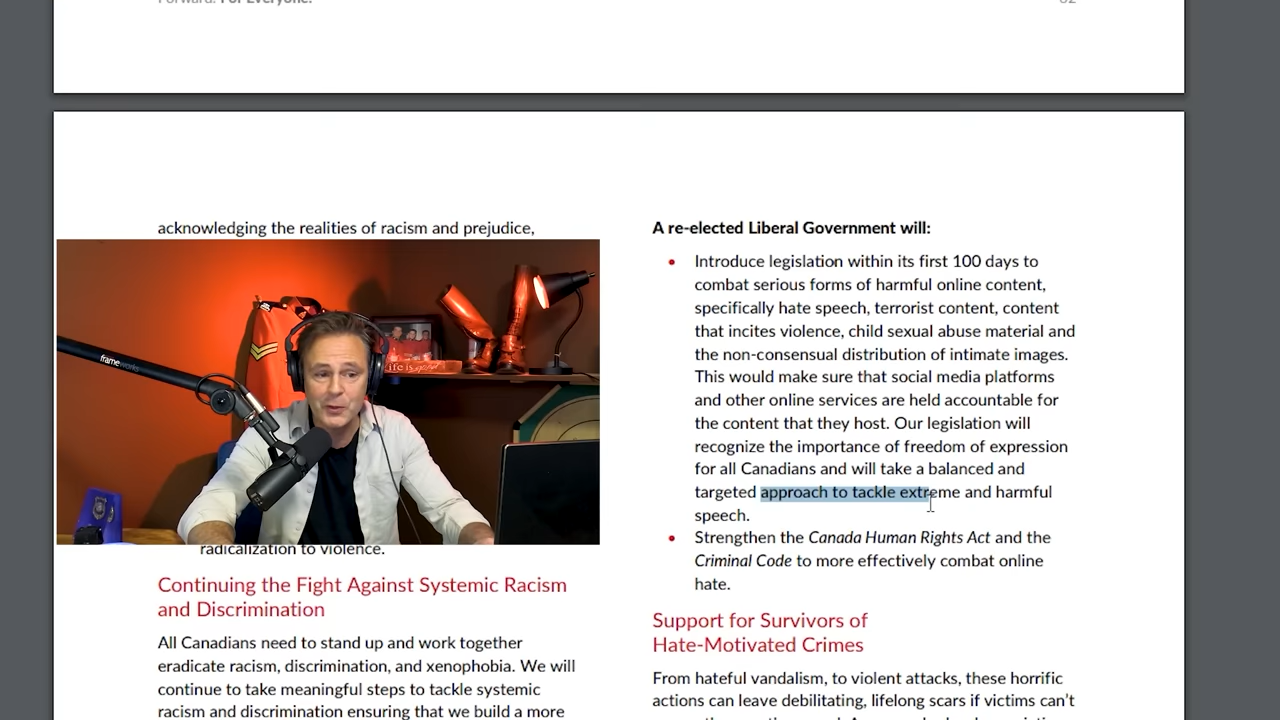 Forward. For Everyone.
acknowledging the realities of racism and prejudice,
frameworks
radicalization to violence.
Continuing the Fight Against Systemic Racism
and Discrimination
All Canadians need to stand up and work together
eradicate racism, discrimination, and xenophobia. We will
continue to take meaningful steps to tackle systemic
racism and discrimination ensuring that we build a more
A re-elected Liberal Government will:
• Introduce legislation within its first 100 days to
combat serious forms of harmful online content,
specifically hate speech, terrorist content, content
that incites violence, child sexual abuse material and
the non-consensual distribution of intimate images.
This would make sure that social media platforms
and other online services are held accountable for
the content that they host. Our legislation will
recognize the importance of freedom of expression
for all Canadians and will take a balanced and
targeted approach to tackle extreme and harmful
speech.
• Strengthen the Canada Human Rights Act and the
Criminal Code to more effectively combat online
hate.
Support for Survivors of
Hate-Motivated Crimes
From hateful vandalism, to violent attacks, these horrific
actions can leave debilitating, lifelong scars if victims can't